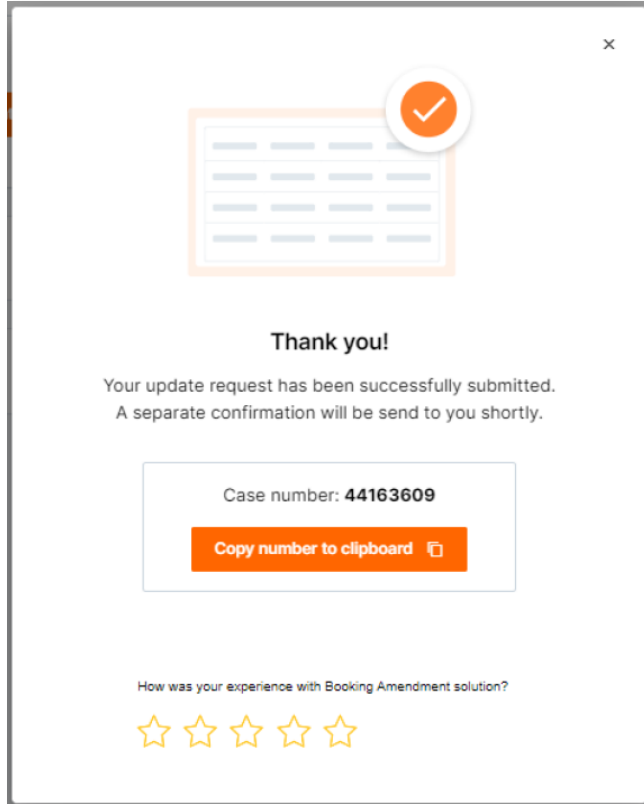 Thank you!
Your update request has been successfully submitted.
A separate confirmation will be send to you shortly.
Case number: 44163609
Copy number to clipboard
How was your experience with Booking Amendment solution?